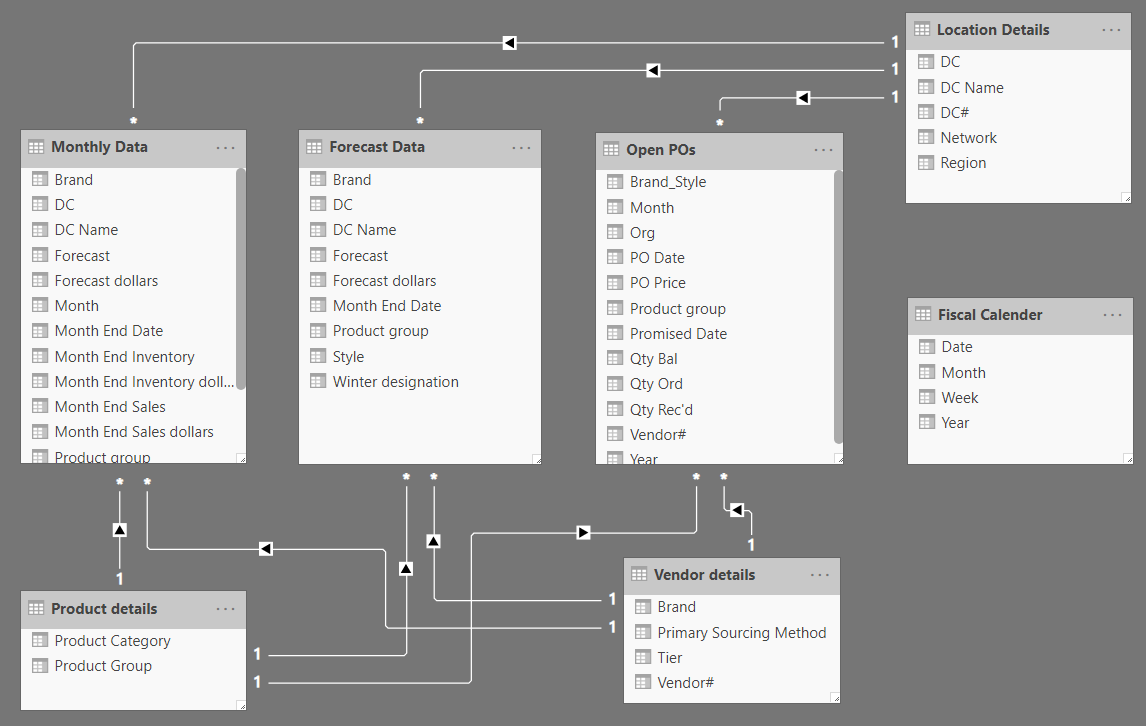 Location Details
DC
DC Name
DC#
Network
Region
1
1
1
*
*
*
Monthly Data
Brand
DC
DC Name
Forecast
Forecast dollars
Month
Month End Date
Month End Inventory
Month End Inventory doll...
Month End Sales
Month End Sales dollars
Product group
Forecast Data
Brand
DC
DC Name
Forecast
Forecast dollars
Month End Date
Product group
Style
Winter designation
Open POs
Brand_Style
Month
Org
PO Date
PO Price
Product group
Promised Date
Qty Bal
Qty Ord
Qty Rec'd
Vendor#
Year
Fiscal Calender
Date
Month
Week
Year
* *
* *
* *
1
1
Product details
Product Category
Product Group
1
1
1
1
Vendor details
Brand
Primary Sourcing Method
Tier
Vendor#